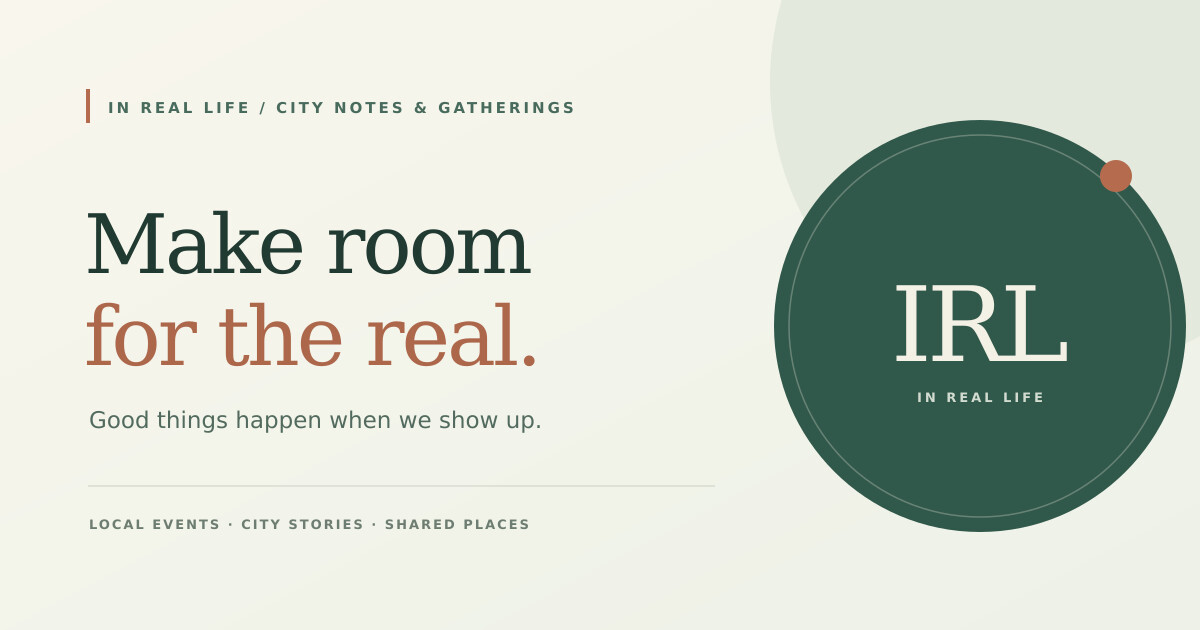 IN REAL LIFE / CITY NOTES & GATHERINGS
Make room
for the real.
Good things happen when we show up.
LOCAL EVENTS · CITY STORIES · SHARED PLACES
IRL
IN REAL LIFE